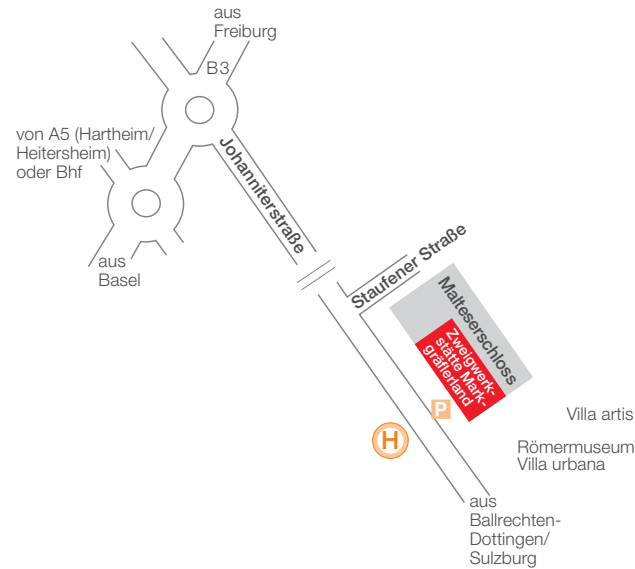 aus
Freiburg
B3
von A5 (Hartheim/
Heitersheim)
oder Bhf
Johanniterstraße
aus
Basel
Staufener Straße
Malteserschloss
Zweigwerk-
stätte Mark-
gräflerland
P
H
Villa artis
Römermuseum
Villa urbana
aus
Ballrechten-
Dottingen/
Sulzburg